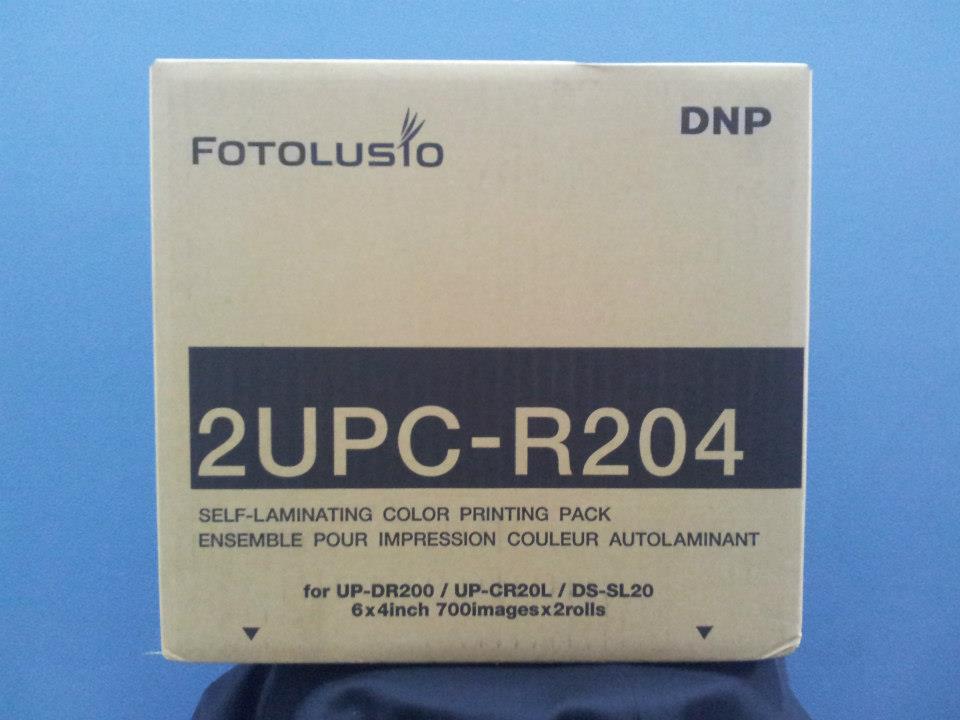 FOTOLUSIO
DNP
2UPC-R204
SELF-LAMINATING COLOR PRINTING PACK
ENSEMBLE POUR IMPRESSION COULEUR AUTOLAMINANT
for UP-DR200 / UP-CR20L / DS-SL20
6x4inch 700imagesx2rolls